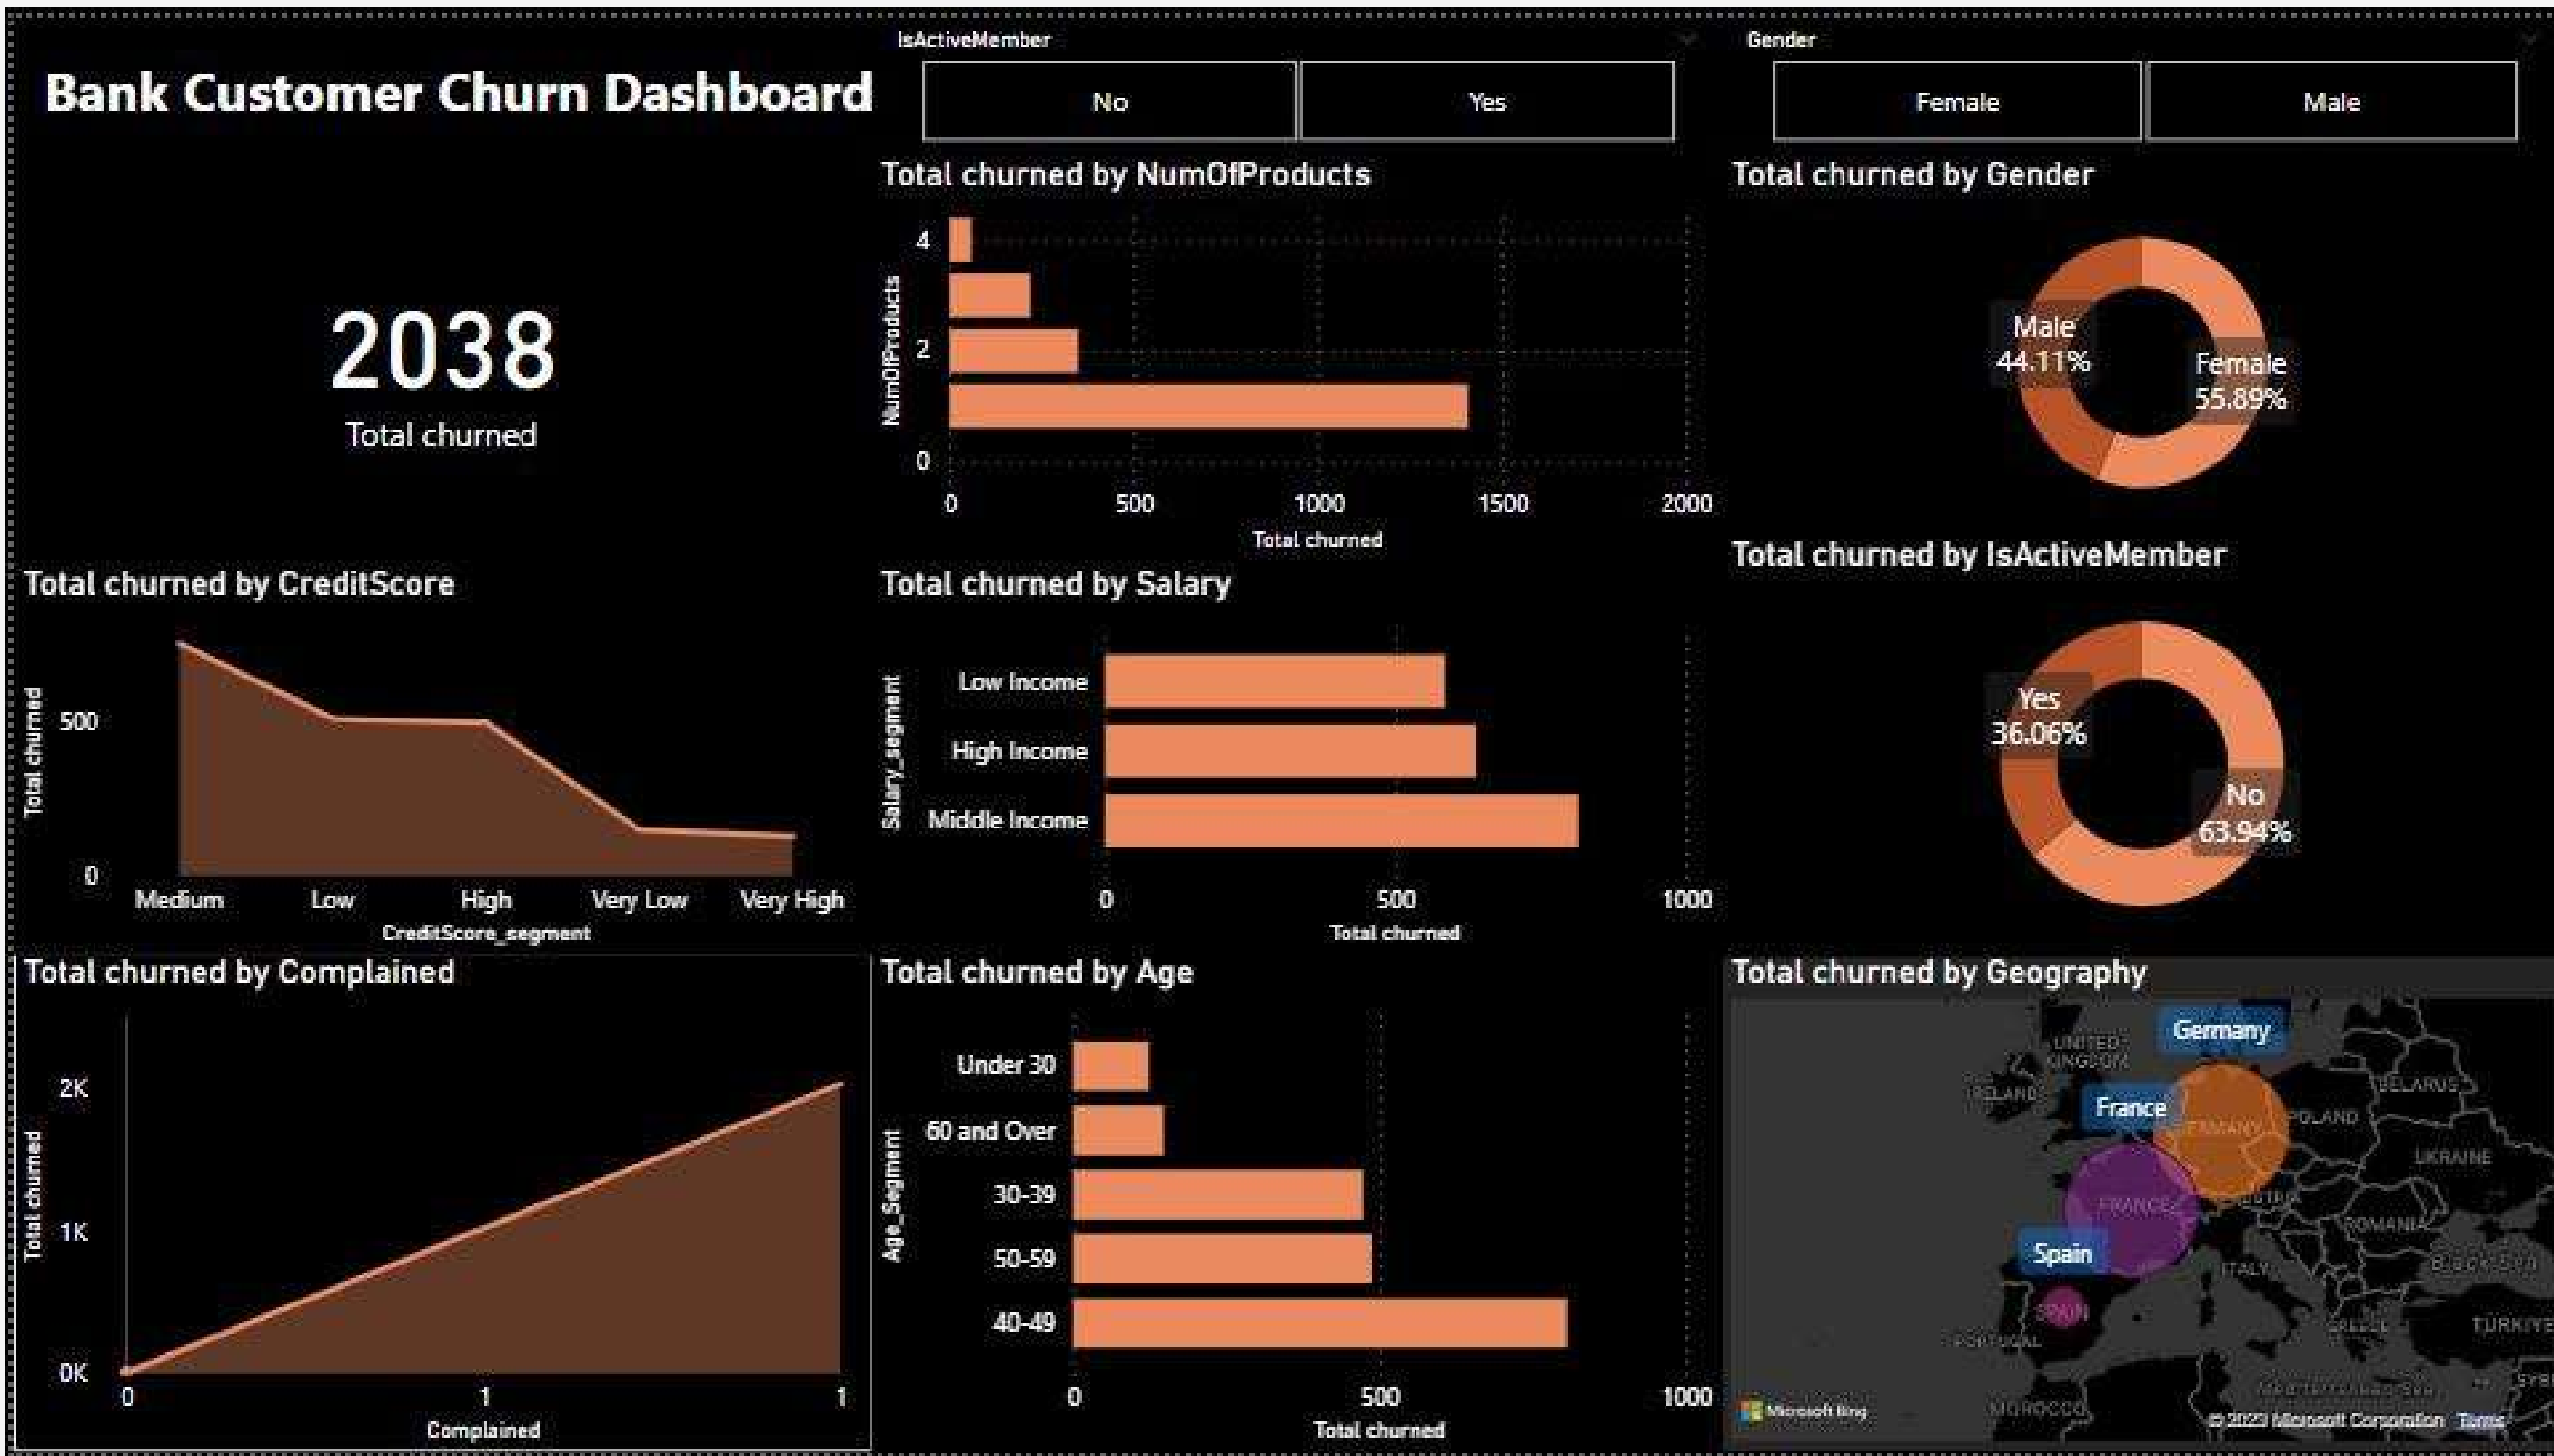 Bank Customer Churn Dashboard
IsActiveMember
No
Yes
Gender
Female
Male
2038
Total churned
Total churned by NumOfProducts
NumOfProducts
4
2
0
0
500
1000
1500
2000
Total churned
Total churned by Gender
Male
44.11%
Female
55.89%
Total churned by CreditScore
Total churned
500
0
Medium
Low
High
Very Low
Very High
CreditScore_segment
Total churned by Salary
Salary_segment
Low Income
High Income
Middle Income
0
500
1000
Total churned
Total churned by IsActiveMember
Yes
36.06%
No
63.94%
Total churned by Complained
Total churned
2K
1K
0K
0
1
1
Complained
Total churned by Age
Age_Segment
Under 30
60 and Over
30-39
50-59
40-49
0
500
1000
Total churned
Total churned by Geography
Germany
UNITED
KINGDOM
IRELAND
BELARUS
France
POLAND
UKRAINE
FRANCE
ROMANIA
Spain
ITALY
Black Sea
SPAIN
GREECE
TÜRKIYE
PORTUGAL
Mediterranean Sea
MOROCCO
Microsoft Bing
© 2023 Microsoft Corporation
Terms